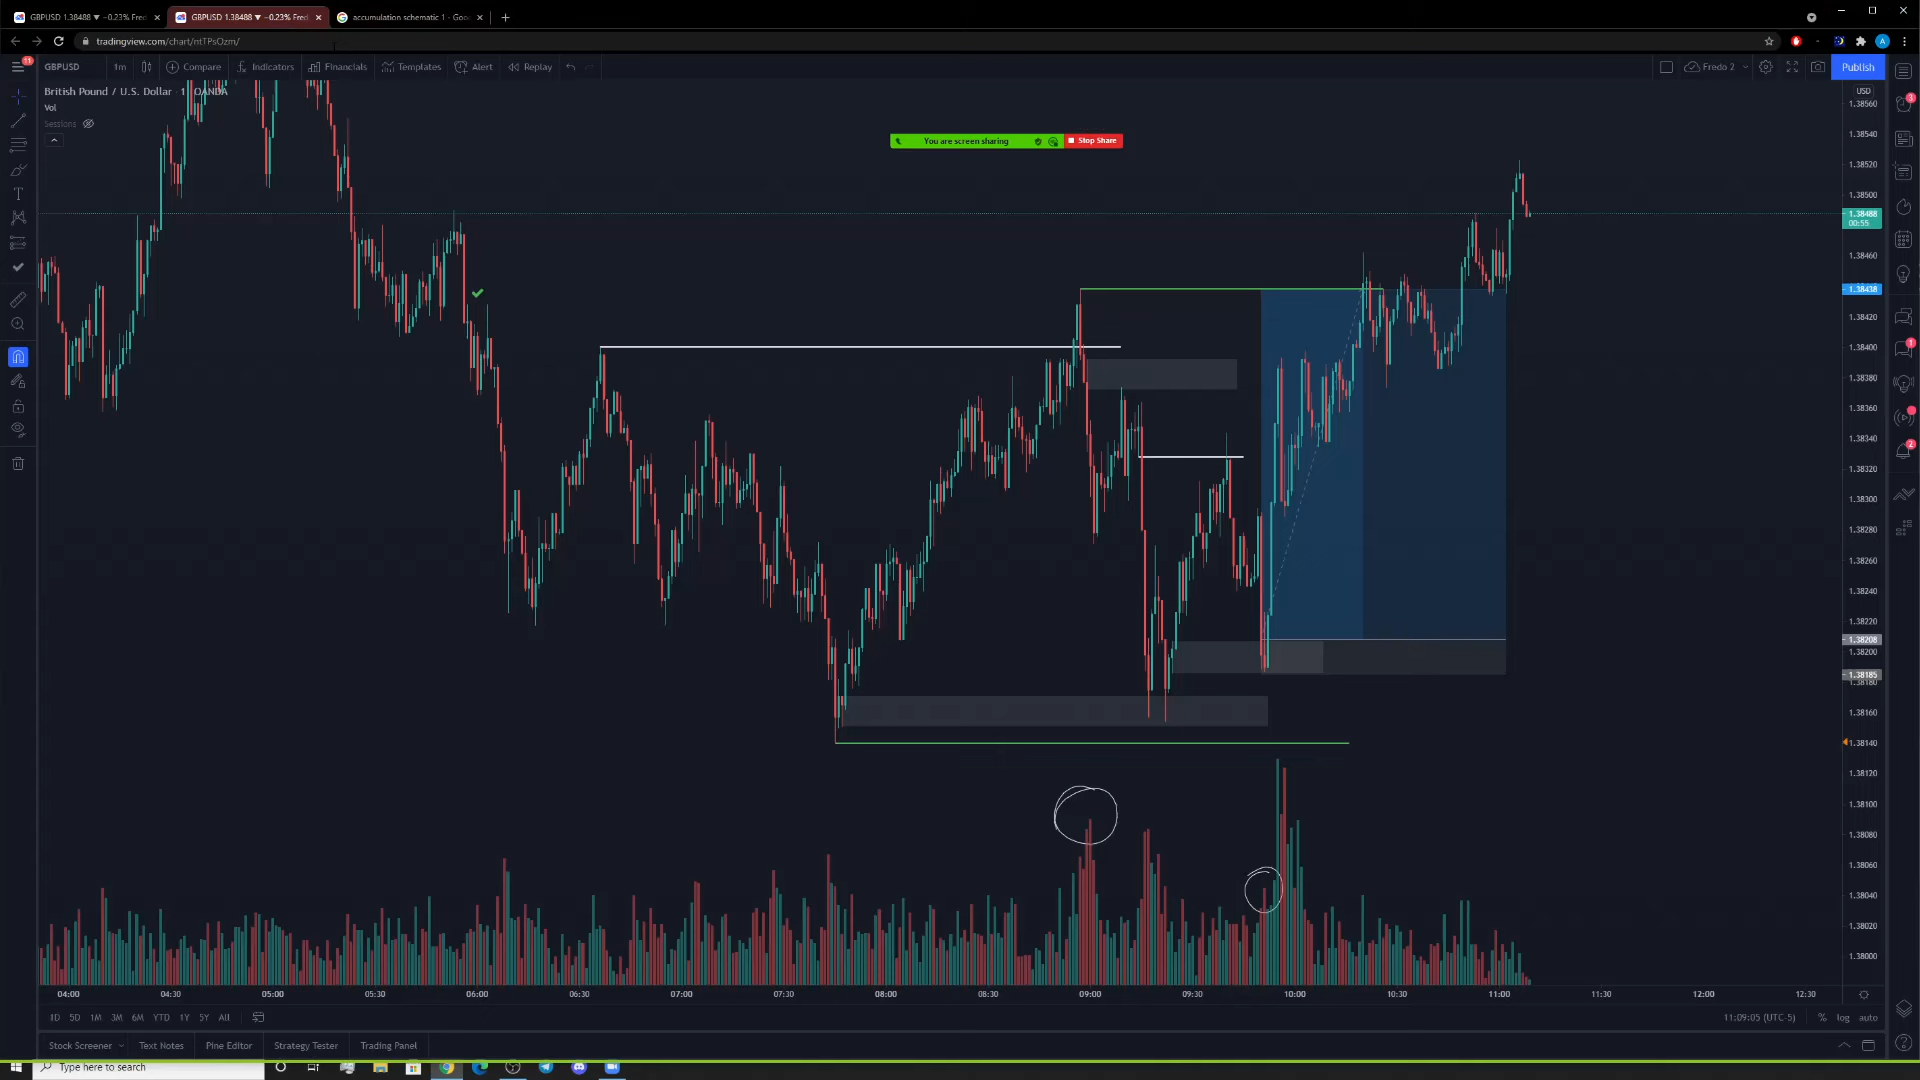 GBPUSD 1.38488 ▼ −0.23% Fred
GBPUSD 1.38488 ▼ −0.23% Fred
accumulation schematic 1 - Goo
tradingview.com/chart/ntTPsOzm/
11
GBPUSD
1m
Compare
Indicators
Financials
Templates
Alert
Replay
Fredo 2
Publish
British Pound / U.S. Dollar · 1 · OANDA
Vol
Sessions
You are screen sharing
Stop Share
USD
1.38560
1.38540
1.38520
1.38500
1.38488
00:55
1.38460
1.38438
1.38420
1.38400
1.38380
1.38360
1.38340
1.38320
1.38300
1.38280
1.38260
1.38240
1.38220
1.38208
1.38200
1.38185
1.38180
1.38160
1.38140
1.38120
1.38100
1.38080
1.38060
1.38040
1.38020
1.38000
3
1
2
04:00
04:30
05:00
05:30
06:00
06:30
07:00
07:30
08:00
08:30
09:00
09:30
10:00
10:30
11:00
11:30
12:00
12:30
1D
5D
1M
3M
6M
YTD
1Y
5Y
All
11:09:05 (UTC-5)
%
log
auto
Stock Screener
Text Notes
Pine Editor
Strategy Tester
Trading Panel
Type here to search